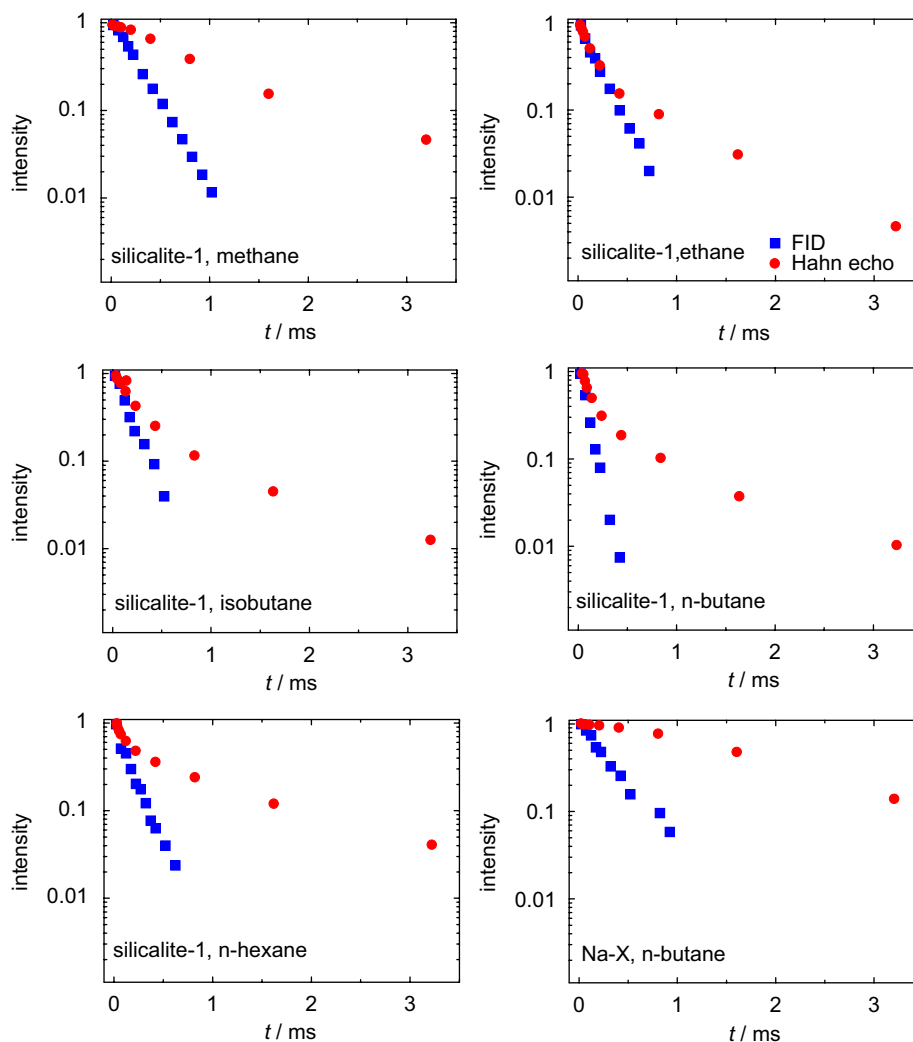 1
0.1
0.01
intensity
silicalite-1, methane
0
1
2
3
t / ms
1
0.1
0.01
intensity
FID
Hahn echo
silicalite-1,ethane
0
1
2
3
t / ms
1
0.1
0.01
intensity
silicalite-1, isobutane
0
1
2
3
t / ms
1
0.1
0.01
intensity
silicalite-1, n-butane
0
1
2
3
t / ms
1
0.1
0.01
intensity
silicalite-1, n-hexane
0
1
2
3
t / ms
1
0.1
0.01
intensity
Na-X, n-butane
0
1
2
3
t / ms